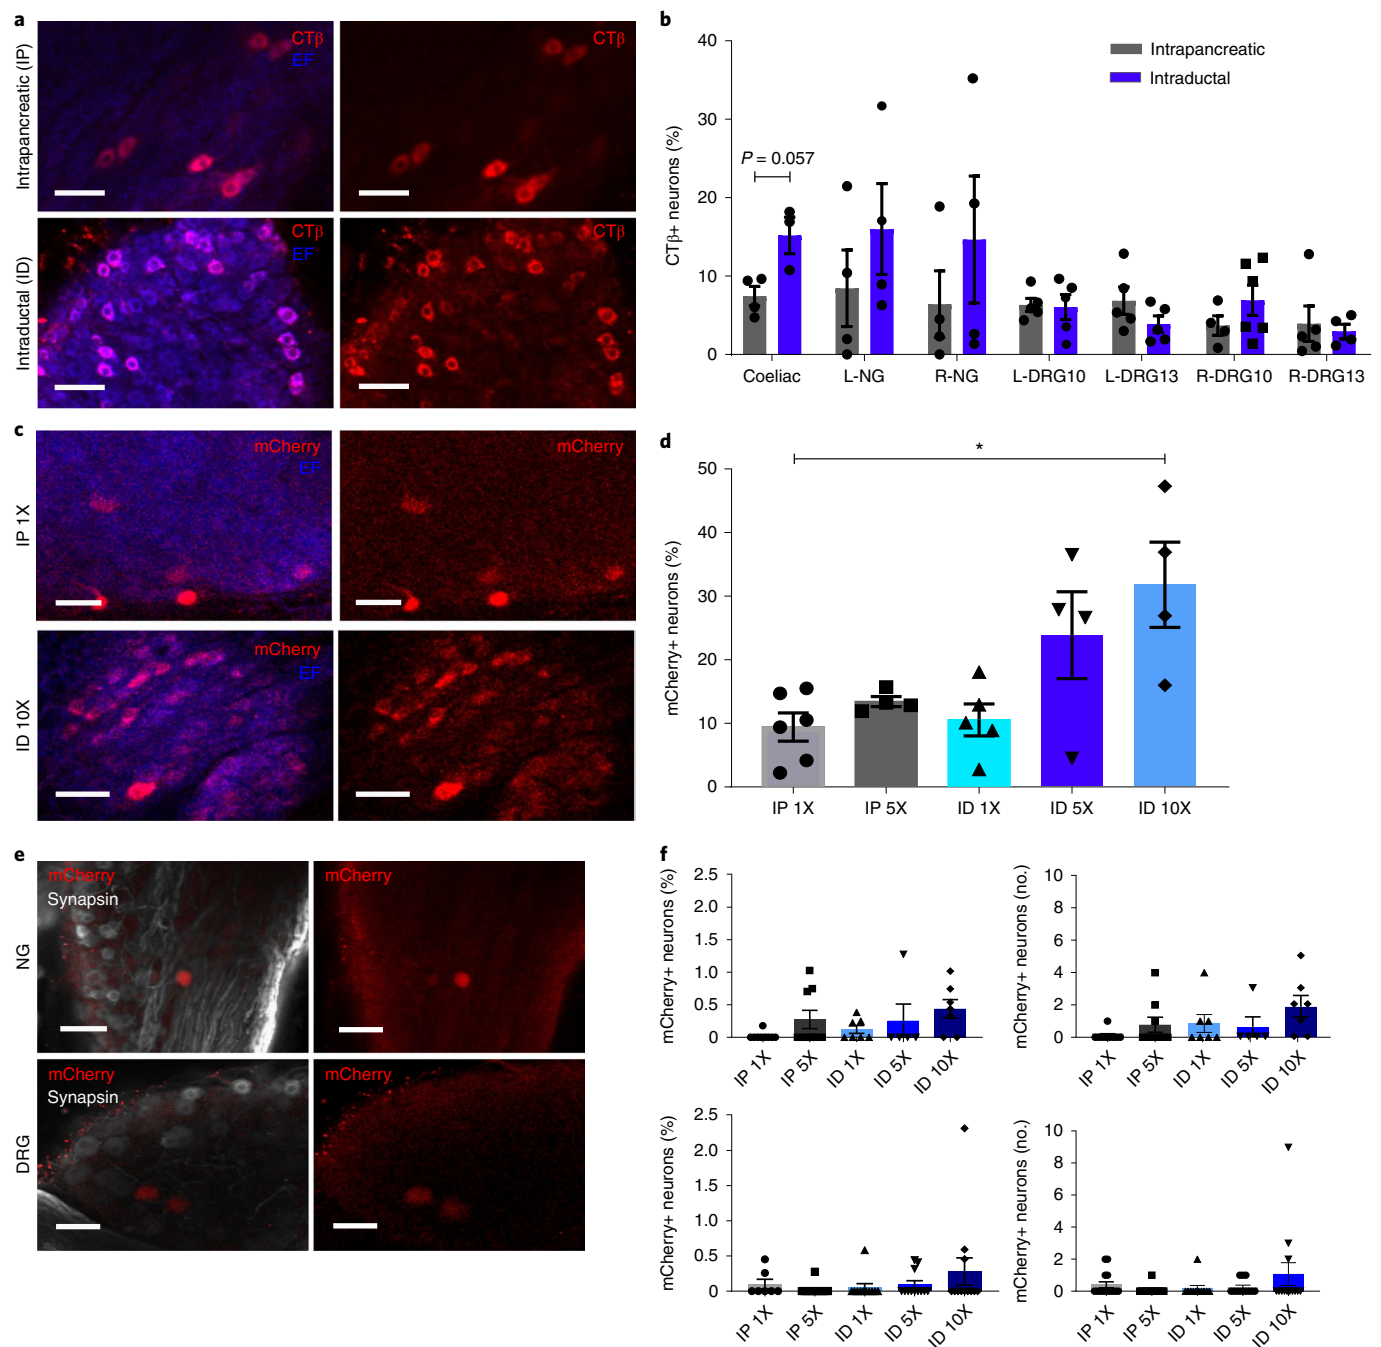 a
Intrapancreatic (IP)
CTβ
EF
CTβ
Intraductal (ID)
CTβ
EF
CTβ
b
CTβ+ neurons (%)
40
30
20
10
0
P = 0.057
Intrapancreatic
Intraductal
Coeliac L-NG R-NG L-DRG10 L-DRG13 R-DRG10 R-DRG13
c
IP 1X
mCherry
EF
mCherry
ID 10X
mCherry
EF
mCherry
d
mCherry+ neurons (%)
50
40
30
20
10
0
*
IP 1X IP 5X ID 1X ID 5X ID 10X
e
NG
mCherry
Synapsin
mCherry
DRG
mCherry
Synapsin
mCherry
f
mCherry+ neurons (%)
2.5
2.0
1.5
1.0
0.5
0
IP 1X IP 5X ID 1X ID 5X ID 10X
mCherry+ neurons (no.)
10
8
6
4
2
0
IP 1X IP 5X ID 1X ID 5X ID 10X
mCherry+ neurons (%)
2.5
2.0
1.5
1.0
0.5
0
IP 1X IP 5X ID 1X ID 5X ID 10X
mCherry+ neurons (no.)
10
8
6
4
2
0
IP 1X IP 5X ID 1X ID 5X ID 10X